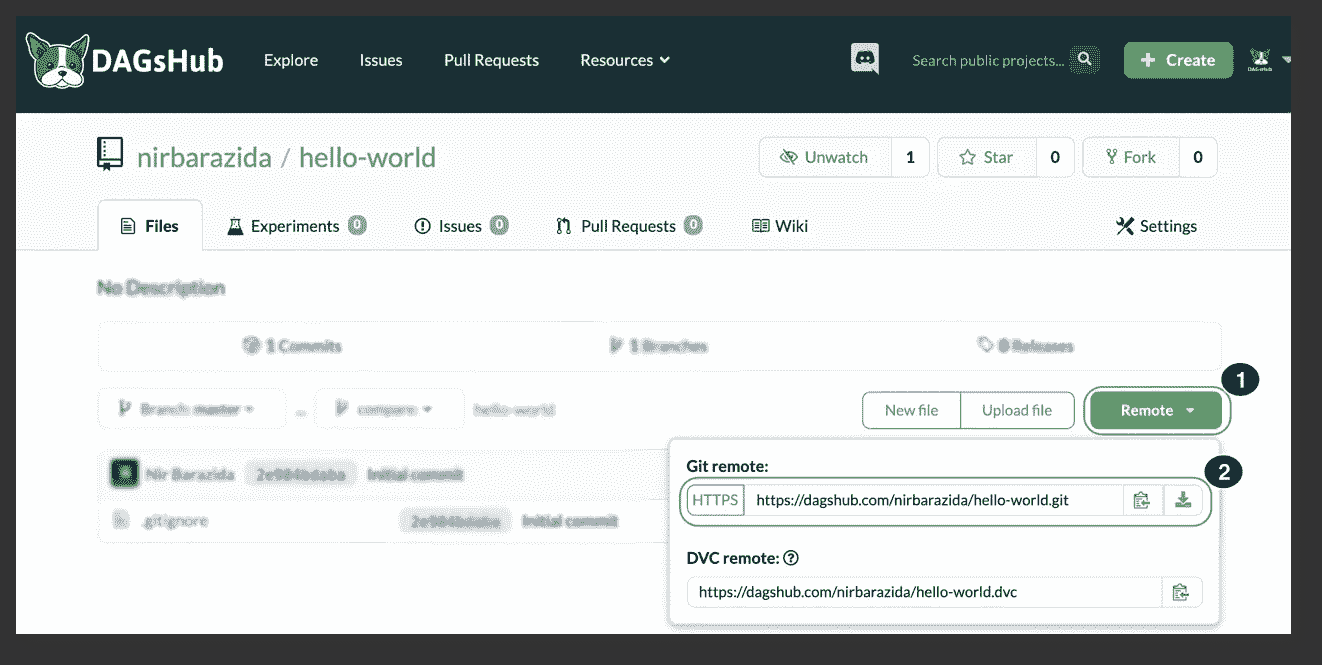 DAGsHub Explore Issues Pull Requests Resources Search public projects... + Create
nirbarazida / hello-world Unwatch 1 Star 0 Fork 0
Files Experiments 0 Issues 0 Pull Requests 0 Wiki Settings
No Description
1 Commits 1 Branches 0 Releases
Branch: master compare hello-world New file Upload file Remote 1
Nir Barazida 2e984bdaba Initial commit
.gitignore 2e984bdaba Initial commit
Git remote: 2
HTTPS https://dagshub.com/nirbarazida/hello-world.git
DVC remote: ?
https://dagshub.com/nirbarazida/hello-world.dvc